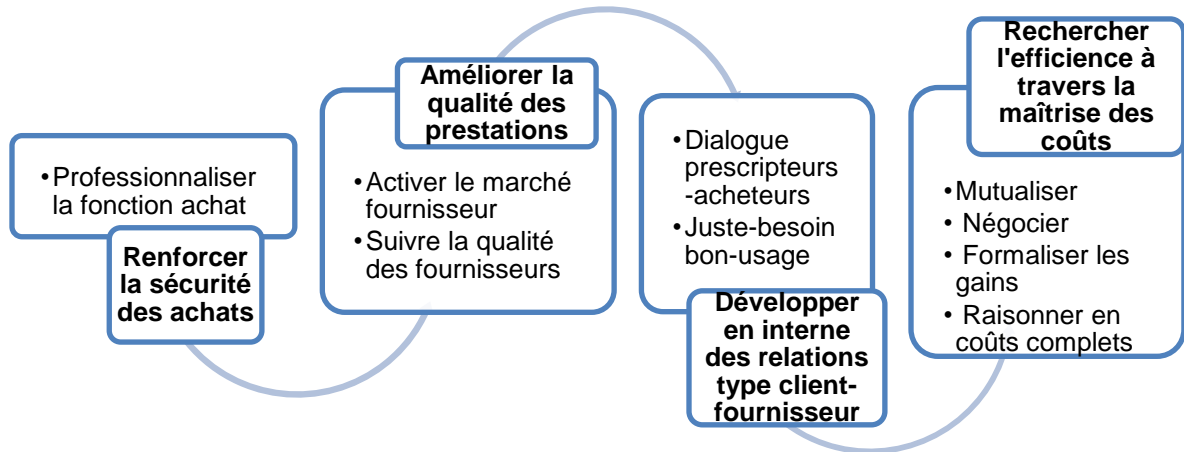 •Professionnaliser
la fonction achat
Renforcer
la sécurité
des achats
Améliorer la
qualité des
prestations
•Activer le marché
fournisseur
•Suivre la qualité
des fournisseurs
•Dialogue
prescripteurs
-acheteurs
•Juste-besoin
bon-usage
Développer
en interne
des relations
type client-
fournisseur
Rechercher
l'efficience à
travers la
maîtrise des
coûts
•Mutualiser
• Négocier
• Formaliser les
gains
• Raisonner en
coûts complets